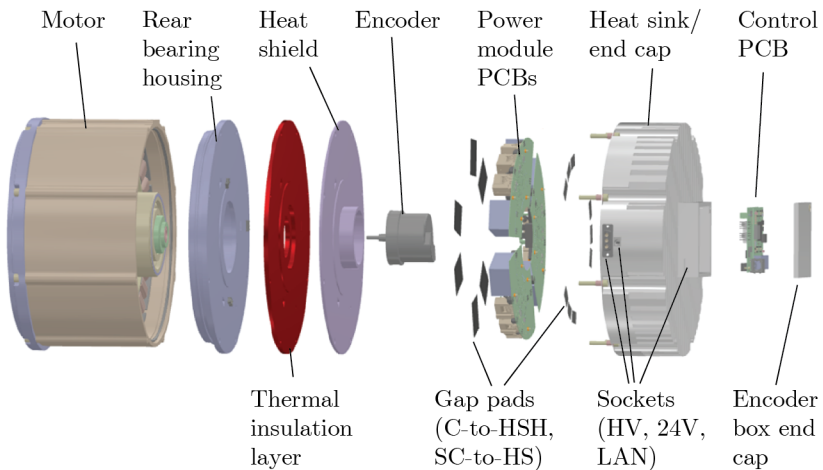 Motor
Rear
bearing
housing
Heat
shield
Encoder
Power
module
PCBs
Heat sink/
end cap
Control
PCB
Thermal
insulation
layer
Gap pads
(C-to-HSH,
SC-to-HS)
Sockets
(HV, 24V,
LAN)
Encoder
box end
cap